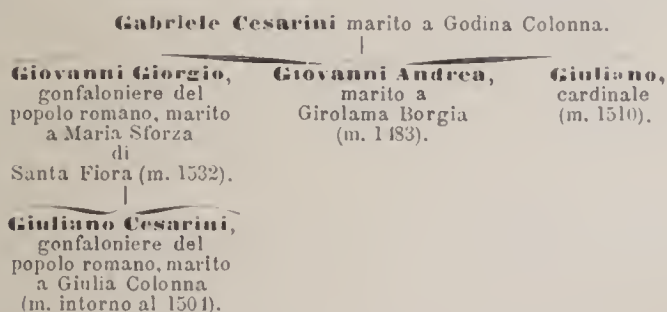 Gabriele Cesarini marito a Godina Colonna.
Giovanni Giorgio,
gonfaloniere del
popolo romano, marito
a Maria Sforza
di
Santa Fiora (m. 1532).
Giovanni Andrea,
marito a
Girolama Borgia
(m. 1483).
Giuliano,
cardinale
(m. 1510).
Giuliano Cesarini,
gonfaloniere del
popolo romano, marito
a Giulia Colonna
(m. intorno al 1501).